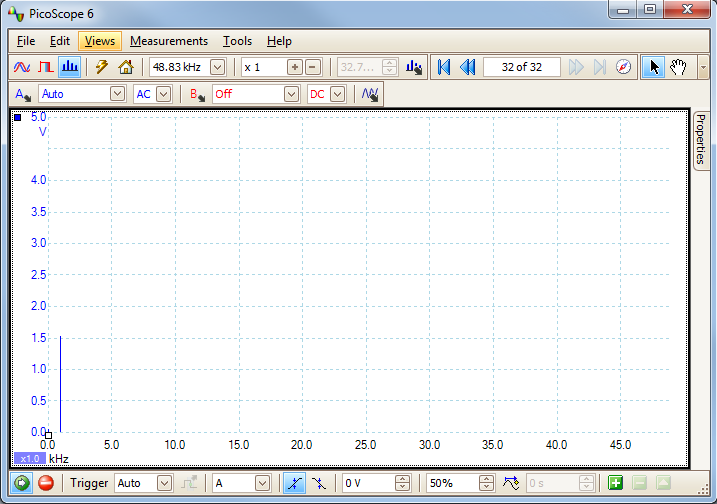 PicoScope 6
File Edit Views Measurements Tools Help
48.83 kHz x 1 32.7... 32 of 32
A Auto AC B Off DC
Properties
5.0
V
4.0
3.5
3.0
2.5
2.0
1.5
1.0
0.5
0.0
0.0 5.0 10.0 15.0 20.0 25.0 30.0 35.0 40.0 45.0
x1.0 kHz
Trigger Auto A 0 V 50% 0 s